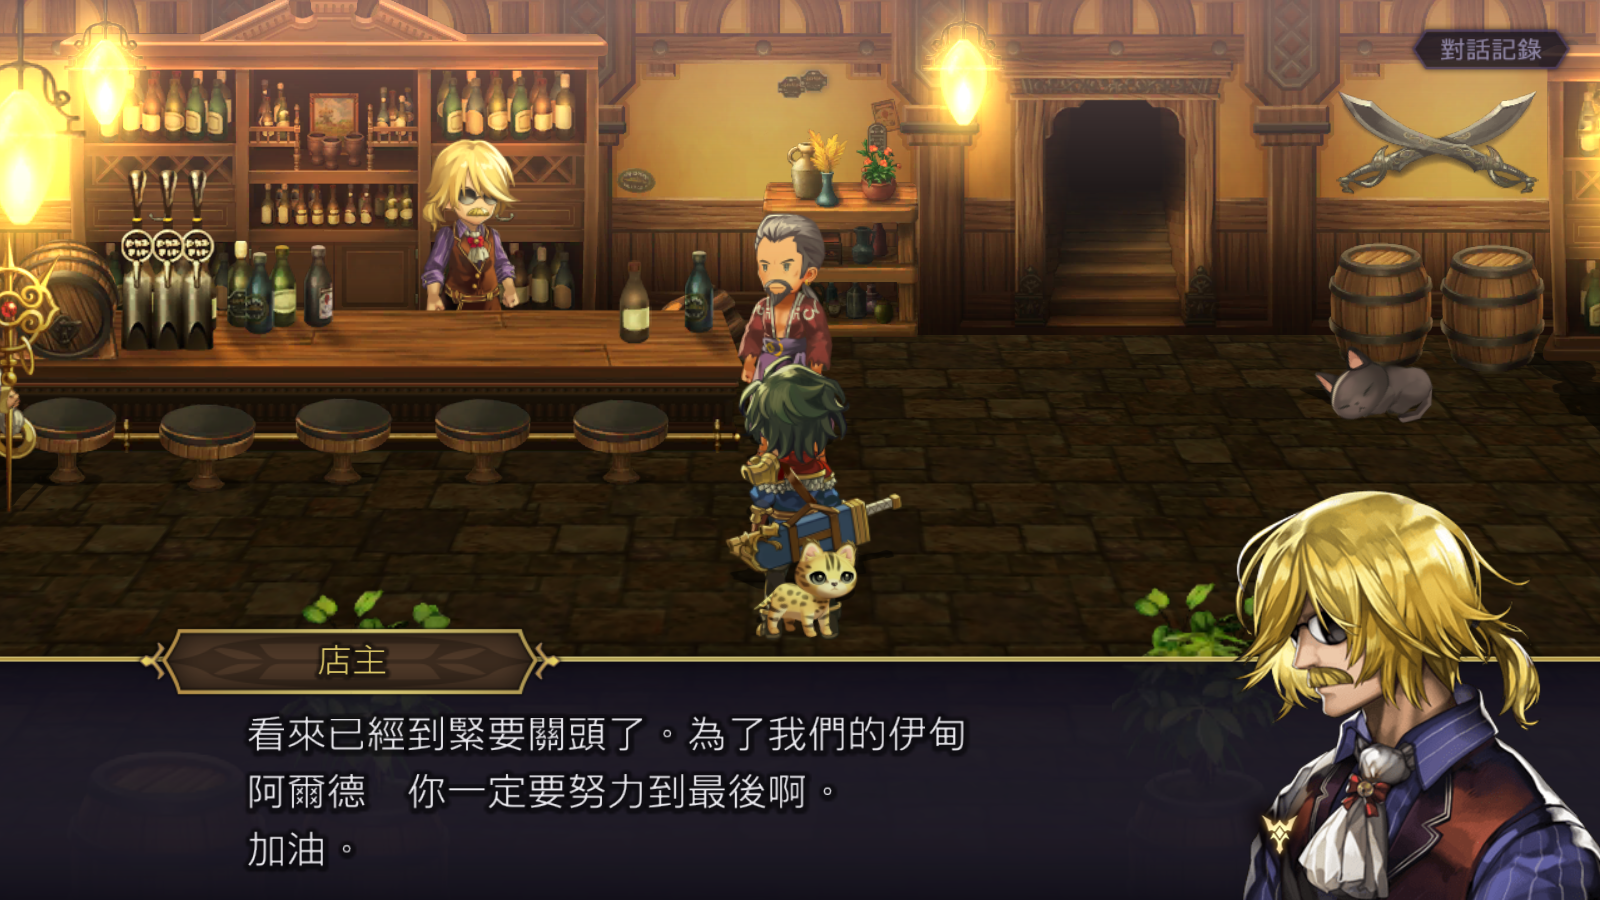 對話記錄
店主
看來已經到緊要關頭了。為了我們的伊甸
阿爾德　你一定要努力到最後啊。
加油。